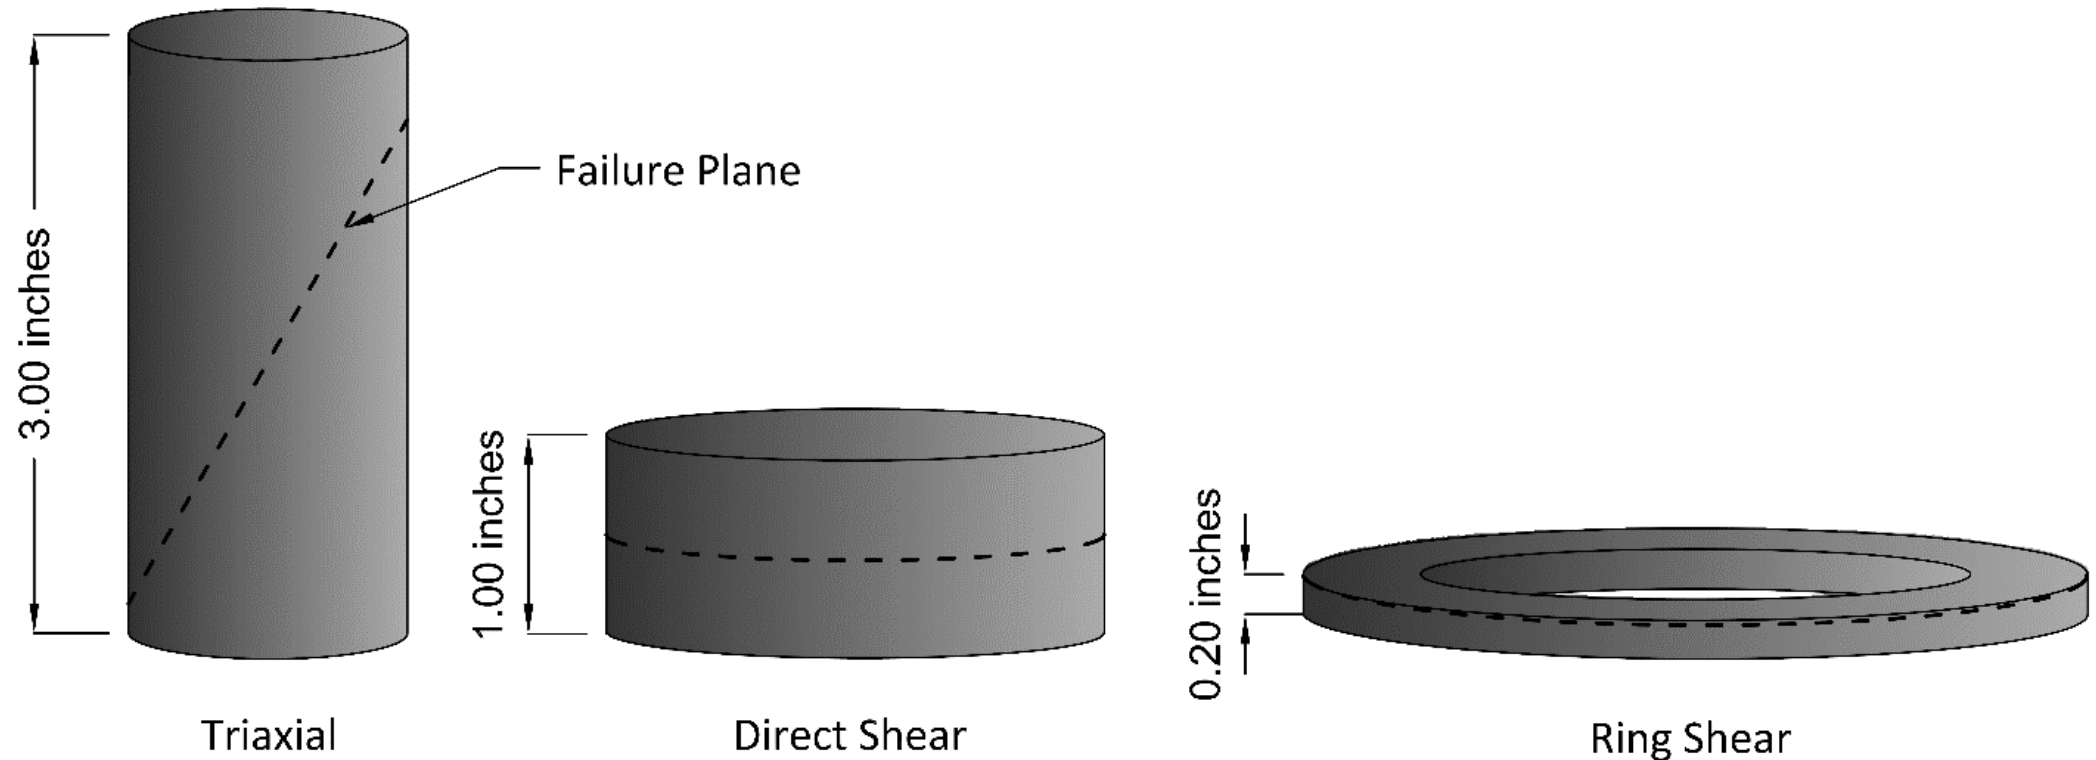 3.00 inches
Failure Plane
1.00 inches
0.20 inches
Triaxial
Direct Shear
Ring Shear